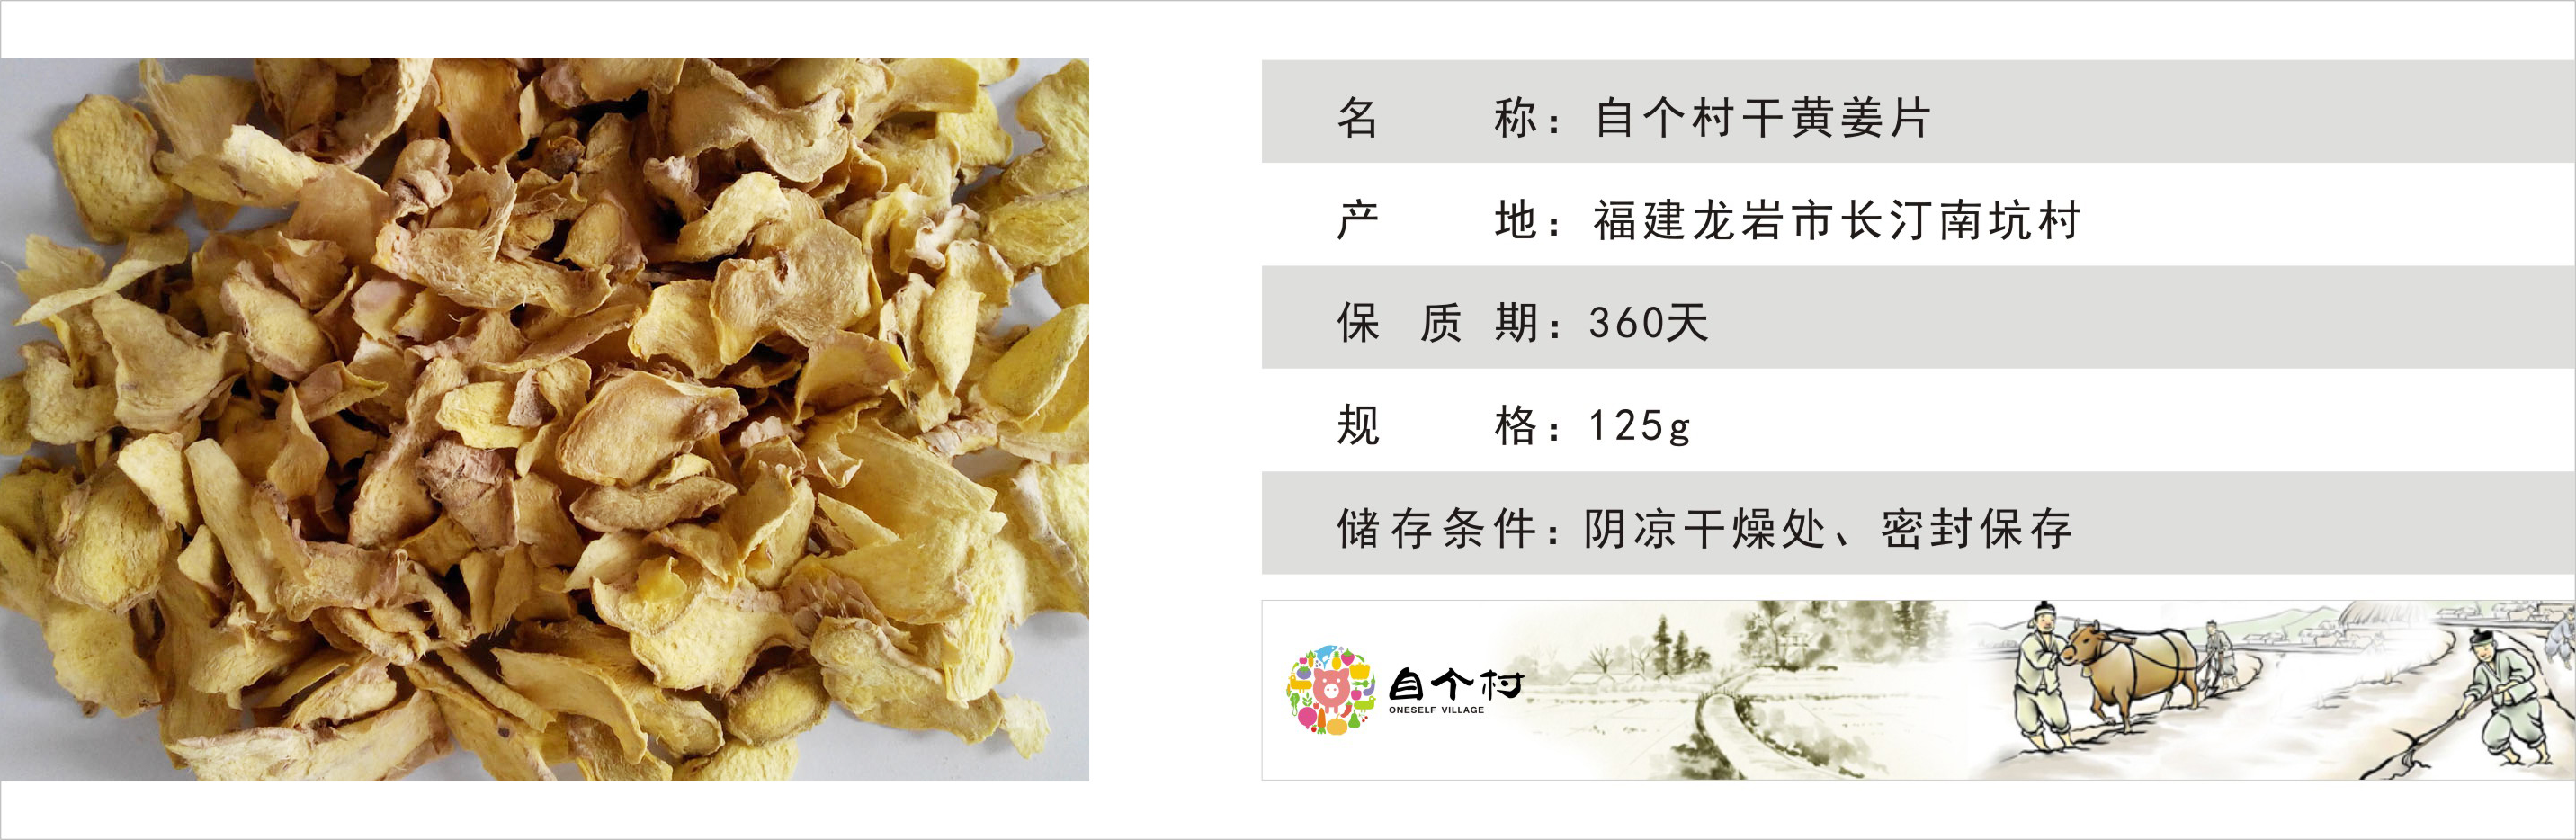 名称：自个村干黄姜片
产地：福建龙岩市长汀南坑村
保质期：360天
规格：125g
储存条件：阴凉干燥处、密封保存
自个村
ONESELF VILLAGE